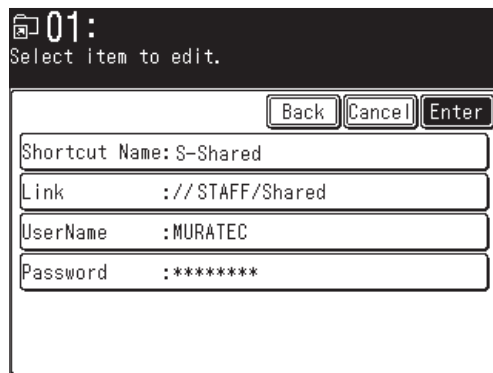 01:
Select item to edit.
Back Cancel Enter
Shortcut Name: S-Shared
Link :// STAFF/Shared
UserName :MURATEC
Password :********